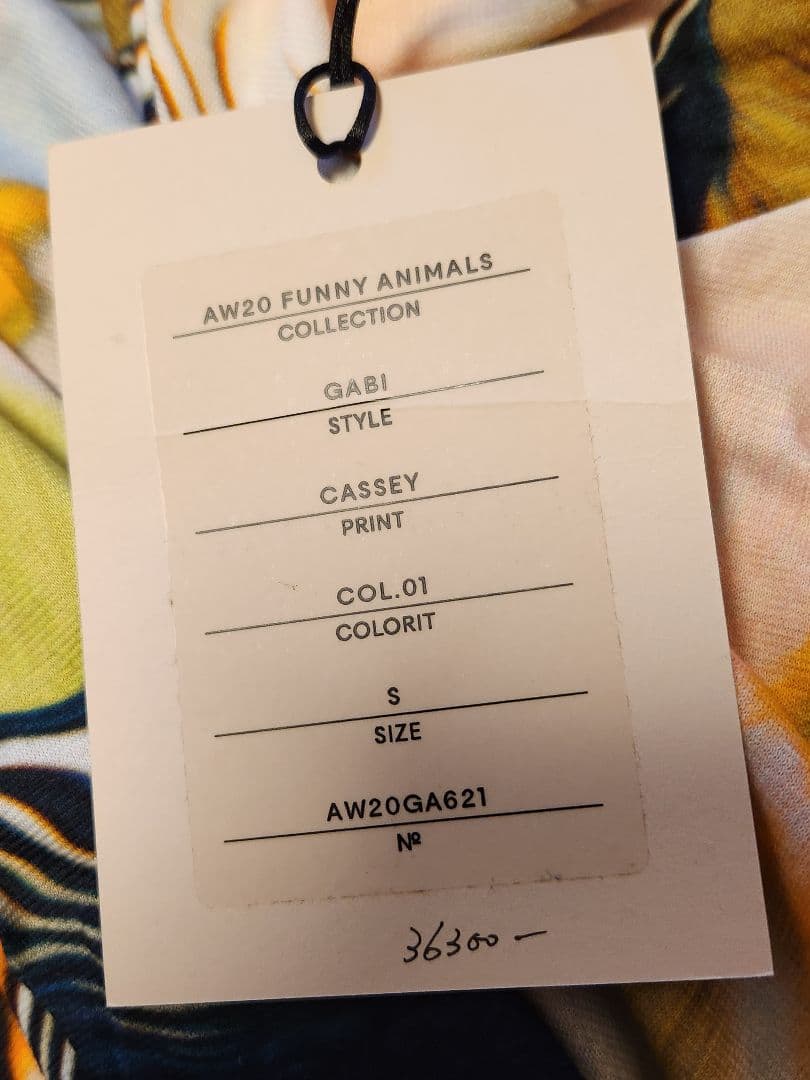 AW20 FUNNY ANIMALS
COLLECTION
GABI
STYLE
CASSEY
PRINT
COL.01
COLORIT
S
SIZE
AW20GA621
Nº
36300 –